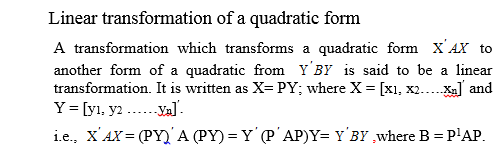 Linear transformation of a quadratic form
A transformation which transforms a quadratic form X'AX to
another form of a quadratic from Y'BY is said to be a linear
transformation. It is written as X= PY; where X = [x1, x2.....xn]' and
Y = [y1, y2 ......yn]'.
i.e., X'AX = (PY)' A (PY) = Y' (P' AP)Y= Y'BY ,where B = P¹AP.